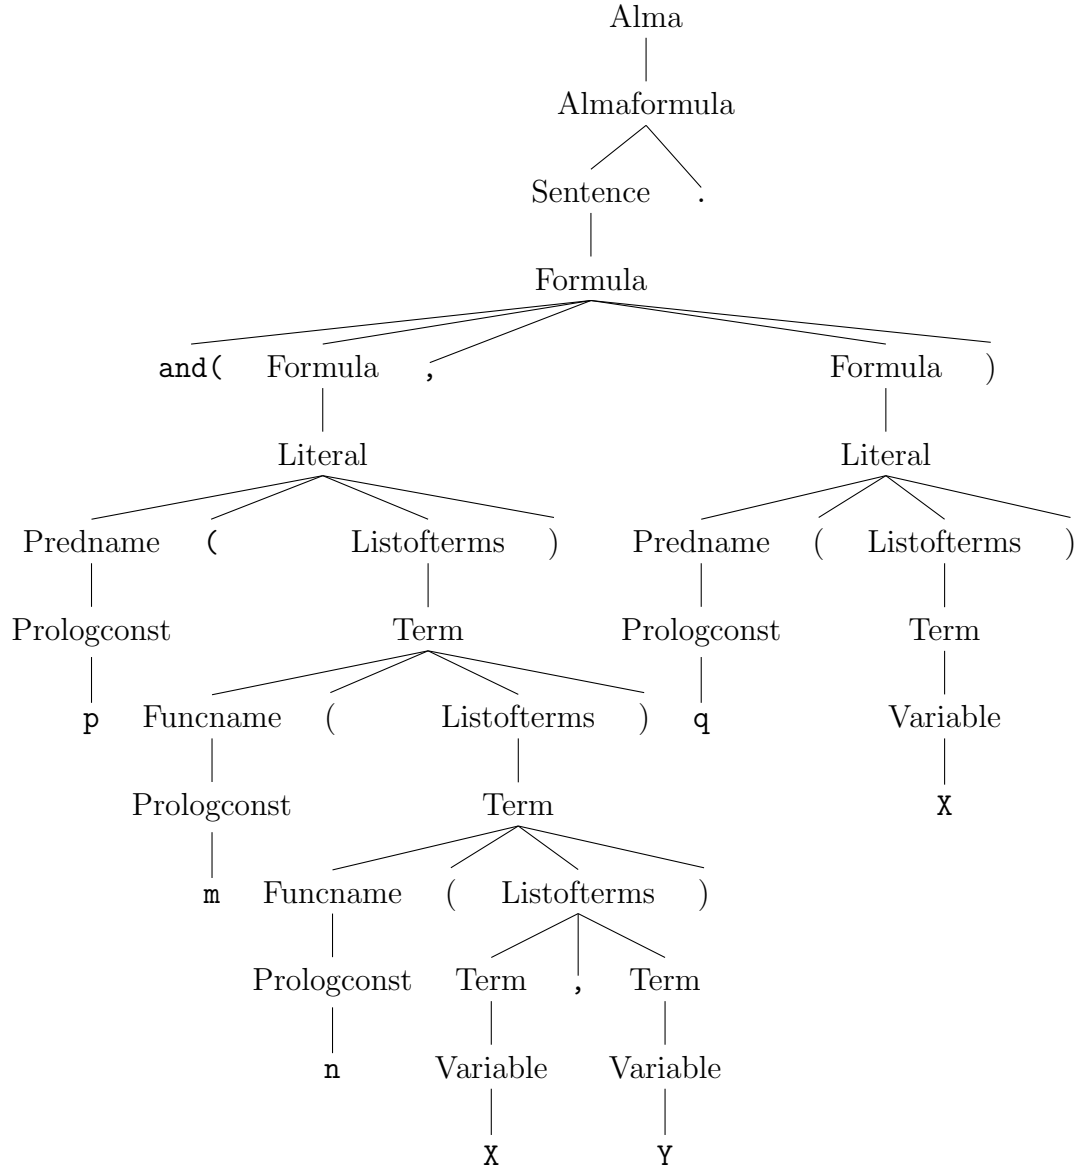 Alma
Almaformula
Sentence .
Formula
and( Formula , Formula )
Literal Literal
Predname ( Listofterms ) Predname ( Listofterms )
Prologconst Term Prologconst Term
p Funcname ( Listofterms ) q Variable
Prologconst Term X
m Funcname ( Listofterms )
Prologconst Term , Term
n Variable Variable
X Y